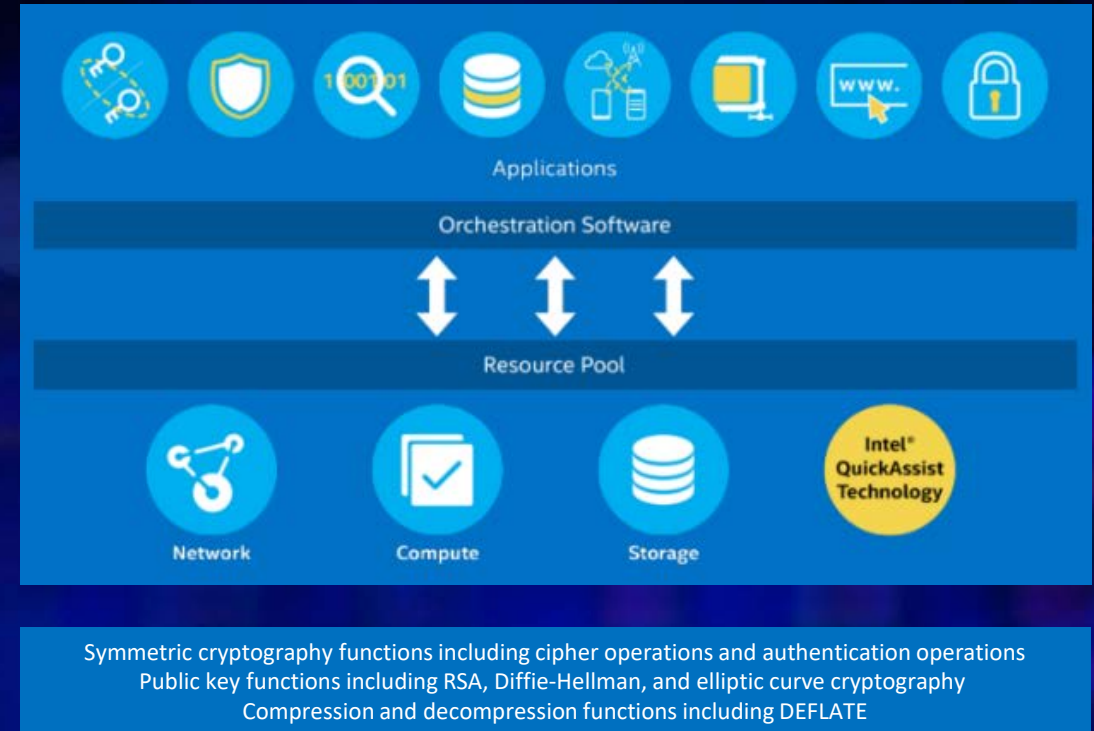 100101
www.
Applications
Orchestration Software
Resource Pool
Intel®
QuickAssist
Technology
Network
Compute
Storage
Symmetric cryptography functions including cipher operations and authentication operations
Public key functions including RSA, Diffie-Hellman, and elliptic curve cryptography
Compression and decompression functions including DEFLATE